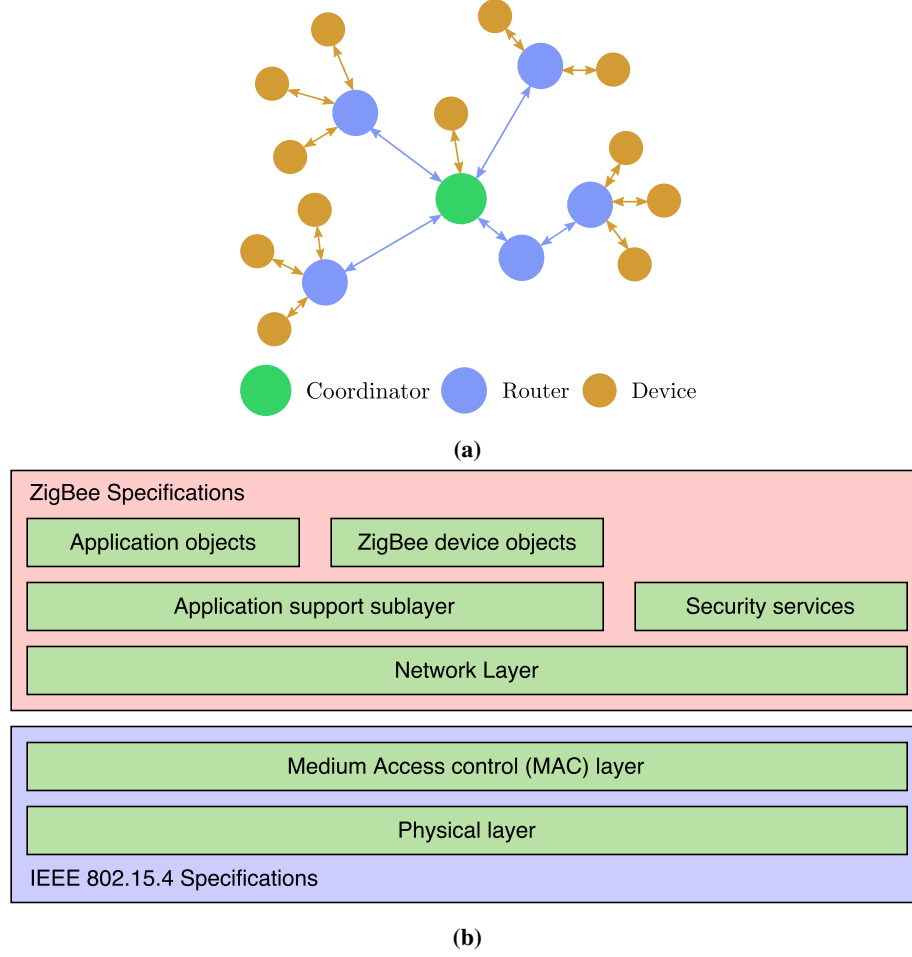 Coordinator Router Device
(a)
ZigBee Specifications
Application objects ZigBee device objects
Application support sublayer Security services
Network Layer
Medium Access control (MAC) layer
Physical layer
IEEE 802.15.4 Specifications
(b)